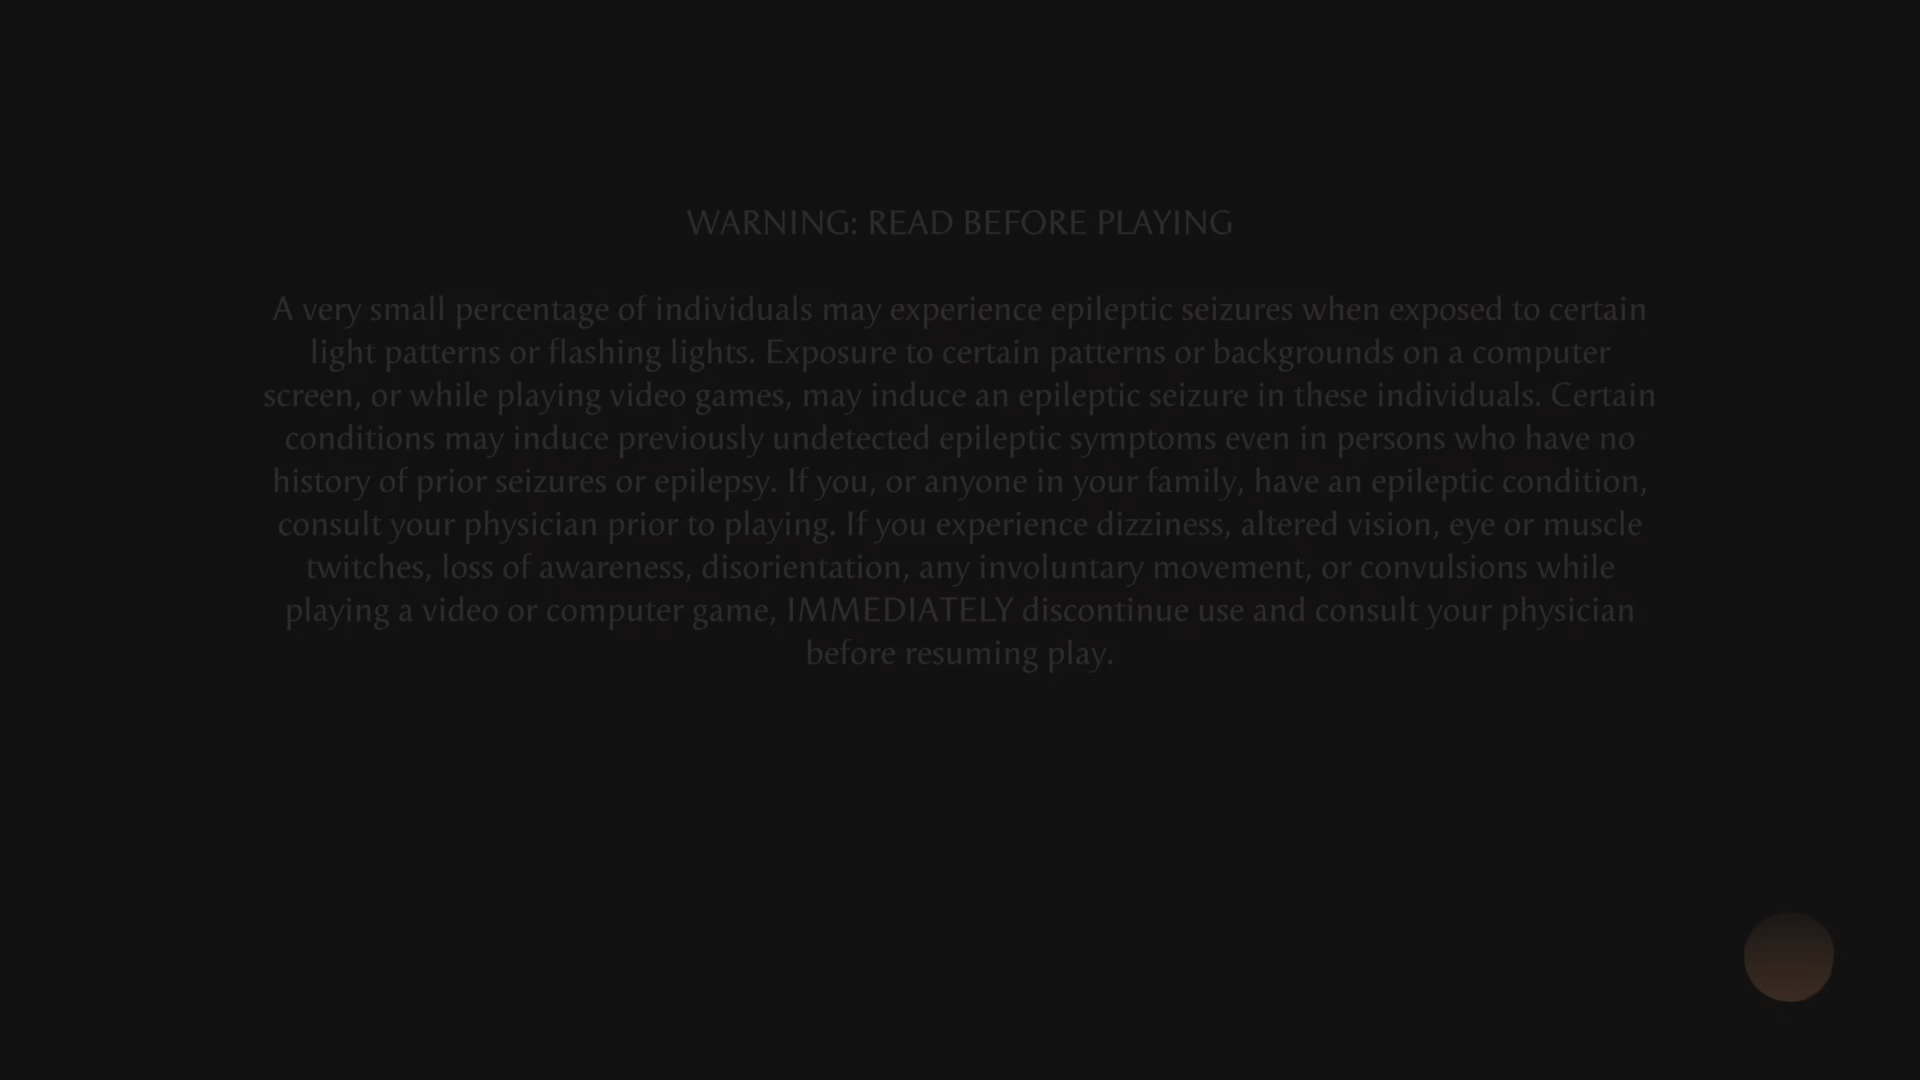 WARNING: READ BEFORE PLAYING
A very small percentage of individuals may experience epileptic seizures when exposed to certain
light patterns or flashing lights. Exposure to certain patterns or backgrounds on a computer
screen, or while playing video games, may induce an epileptic seizure in these individuals. Certain
conditions may induce previously undetected epileptic symptoms even in persons who have no
history of prior seizures or epilepsy. If you, or anyone in your family, have an epileptic condition,
consult your physician prior to playing. If you experience dizziness, altered vision, eye or muscle
twitches, loss of awareness, disorientation, any involuntary movement, or convulsions while
playing a video or computer game, IMMEDIATELY discontinue use and consult your physician
before resuming play.